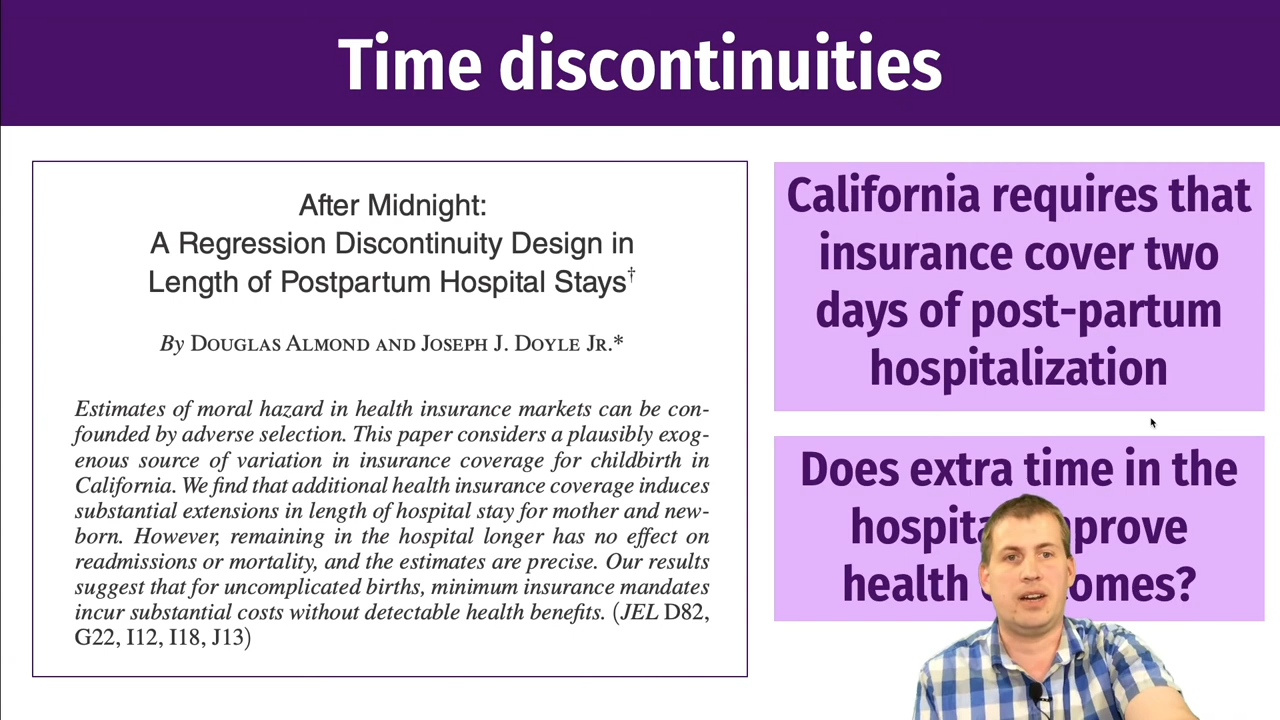 Time discontinuities
After Midnight:
A Regression Discontinuity Design in
Length of Postpartum Hospital Stays†
By Douglas Almond and Joseph J. Doyle Jr.*
Estimates of moral hazard in health insurance markets can be con-
founded by adverse selection. This paper considers a plausibly exog-
enous source of variation in insurance coverage for childbirth in
California. We find that additional health insurance coverage induces
substantial extensions in length of hospital stay for mother and new-
born. However, remaining in the hospital longer has no effect on
readmissions or mortality, and the estimates are precise. Our results
suggest that for uncomplicated births, minimum insurance mandates
incur substantial costs without detectable health benefits. (JEL D82,
G22, I12, I18, J13)
California requires that
insurance cover two
days of post-partum
hospitalization
Does extra time in the
health